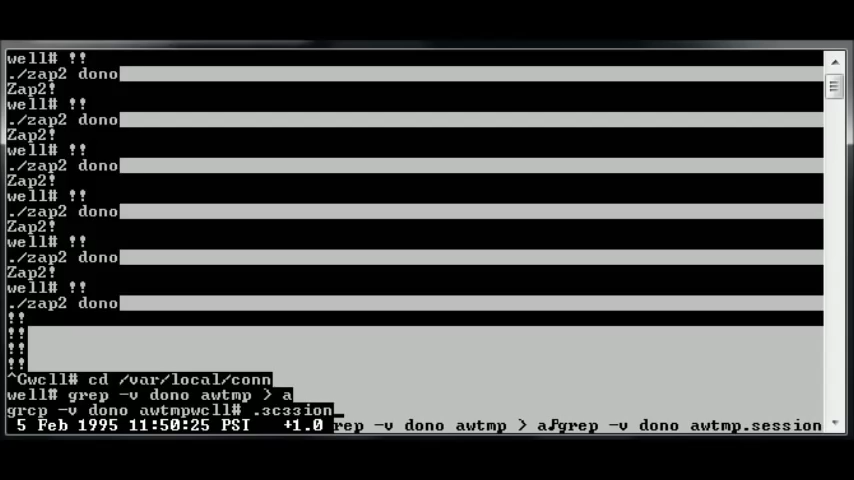 well# !!
./zap2 dono
Zap2!
well# !!
./zap2 dono
Zap2!
well# !!
./zap2 dono
Zap2!
well# !!
./zap2 dono
Zap2!
well# !!
./zap2 dono
Zap2!
well# !!
./zap2 dono
!!
!!
!!
!!
^Gwell# cd /var/local/conn
well# grep -v dono awtmp > a
grep -v dono awtmpwell# .session_
5 Feb 1995 11:50:25 PST +1.0 rep -v dono awtmp > a grep -v dono awtmp.session